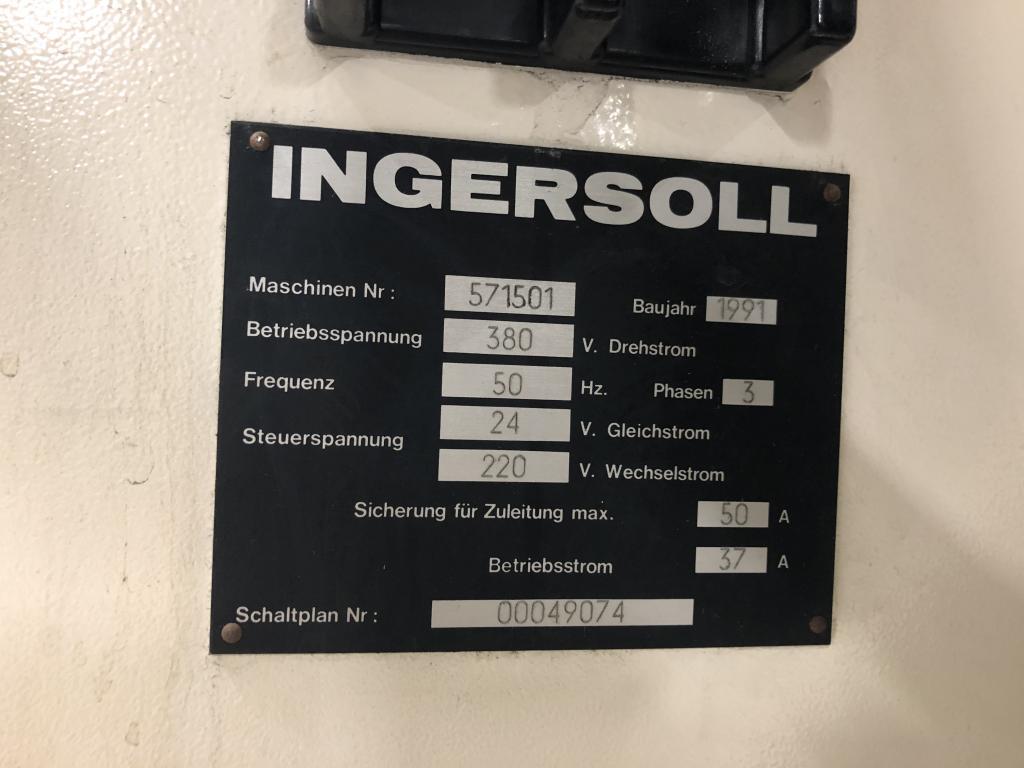 INGERSOLL
Maschinen Nr: 571501 Baujahr 1991
Betriebsspannung 380 V. Drehstrom
Frequenz 50 Hz. Phasen 3
Steuerspannung 24 V. Gleichstrom
220 V. Wechselstrom
Sicherung für Zuleitung max. 50 A
Betriebsstrom 37 A
Schaltplan Nr: 00049074